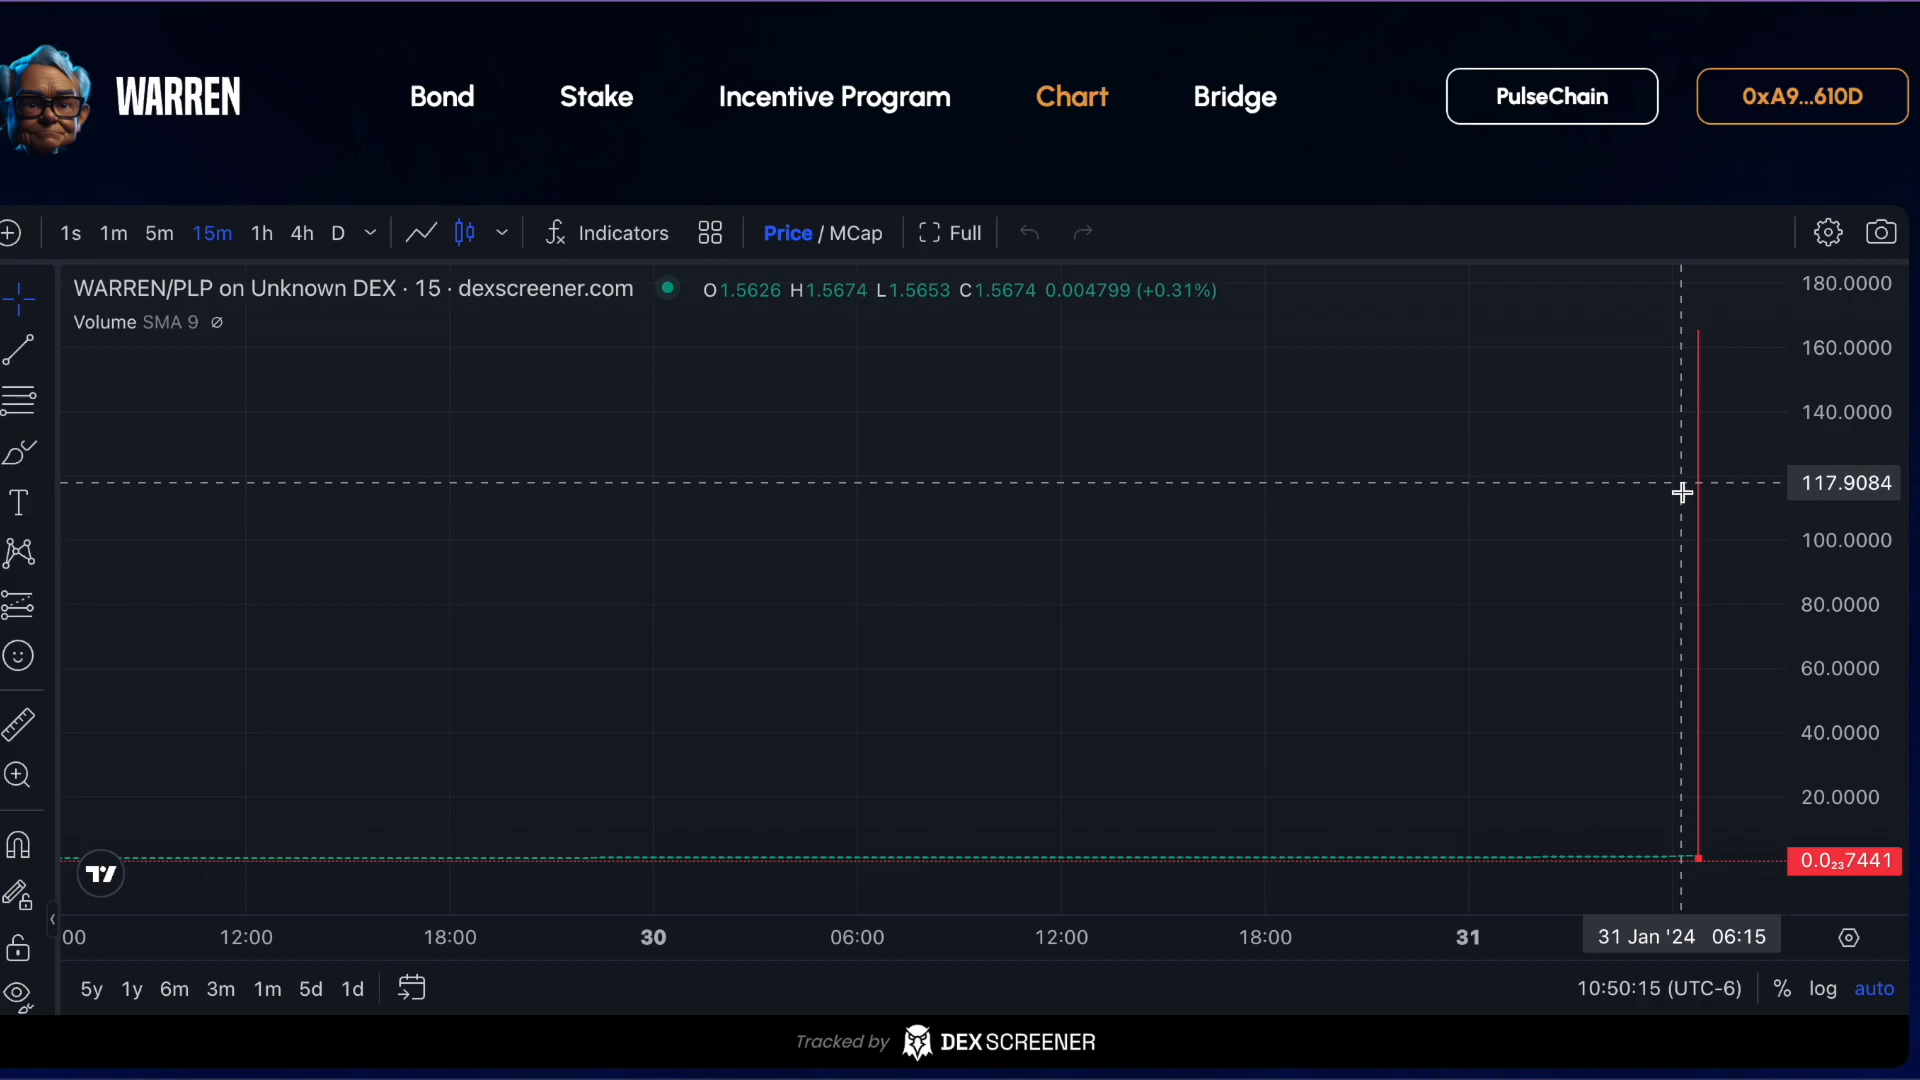 WARREN
Bond Stake Incentive Program Chart Bridge PulseChain 0xA9...610D
1s 1m 5m 15m 1h 4h D Indicators Price / MCap Full
WARREN/PLP on Unknown DEX · 15 · dexscreener.com O1.5626 H1.5674 L1.5653 C1.5674 0.004799 (+0.31%)
Volume SMA 9 ∅
180.0000
160.0000
140.0000
117.9084
100.0000
80.0000
60.0000
40.0000
20.0000
0.0₂₃7441
00 12:00 18:00 30 06:00 12:00 18:00 31 31 Jan '24 06:15
5y 1y 6m 3m 1m 5d 1d 10:50:15 (UTC-6) % log auto
Tracked by DEX SCREENER